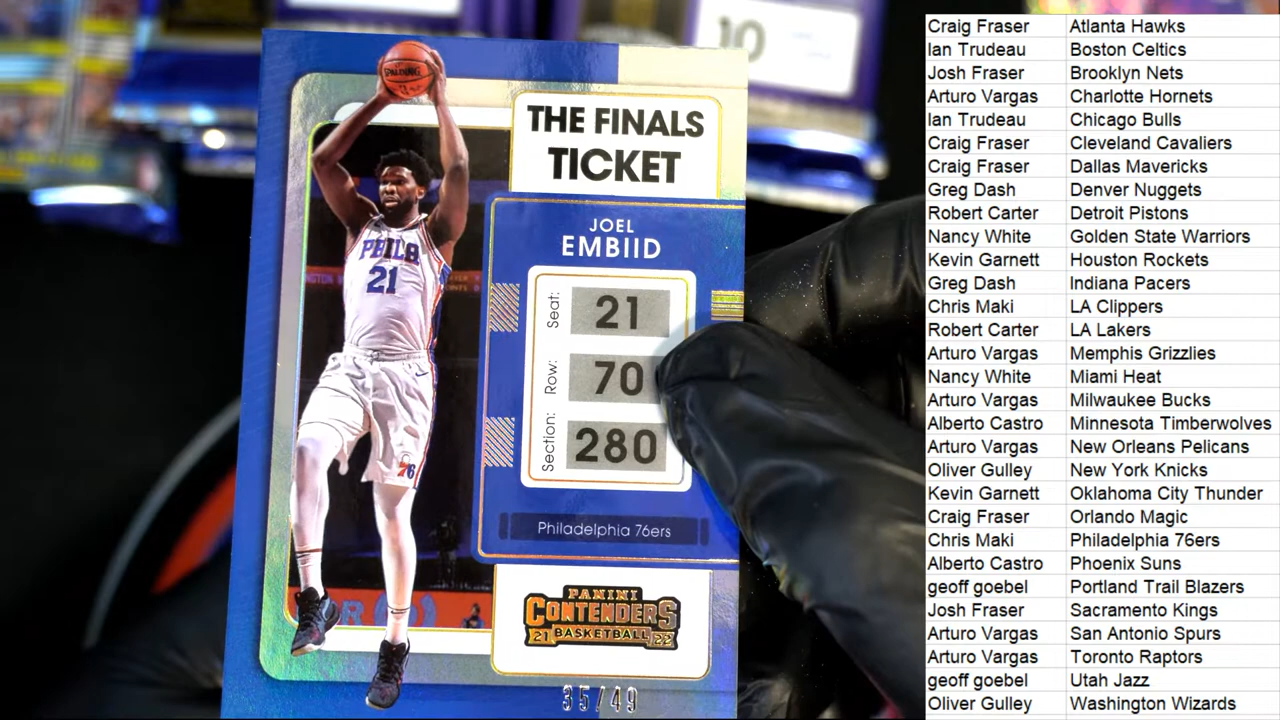 10
SPALDING
THE FINALS
TICKET
JOEL
EMBIID
PHILA
21
Seat: 21
Row: 70
Section: 280
76
Philadelphia 76ers
PANINI
CONTENDERS
21 BASKETBALL 22
35/49
Craig Fraser Atlanta Hawks
Ian Trudeau Boston Celtics
Josh Fraser Brooklyn Nets
Arturo Vargas Charlotte Hornets
Ian Trudeau Chicago Bulls
Craig Fraser Cleveland Cavaliers
Craig Fraser Dallas Mavericks
Greg Dash Denver Nuggets
Robert Carter Detroit Pistons
Nancy White Golden State Warriors
Kevin Garnett Houston Rockets
Greg Dash Indiana Pacers
Chris Maki LA Clippers
Robert Carter LA Lakers
Arturo Vargas Memphis Grizzlies
Nancy White Miami Heat
Arturo Vargas Milwaukee Bucks
Alberto Castro Minnesota Timberwolves
Arturo Vargas New Orleans Pelicans
Oliver Gulley New York Knicks
Kevin Garnett Oklahoma City Thunder
Craig Fraser Orlando Magic
Chris Maki Philadelphia 76ers
Alberto Castro Phoenix Suns
geoff goebel Portland Trail Blazers
Josh Fraser Sacramento Kings
Arturo Vargas San Antonio Spurs
Arturo Vargas Toronto Raptors
geoff goebel Utah Jazz
Oliver Gulley Washington Wizards